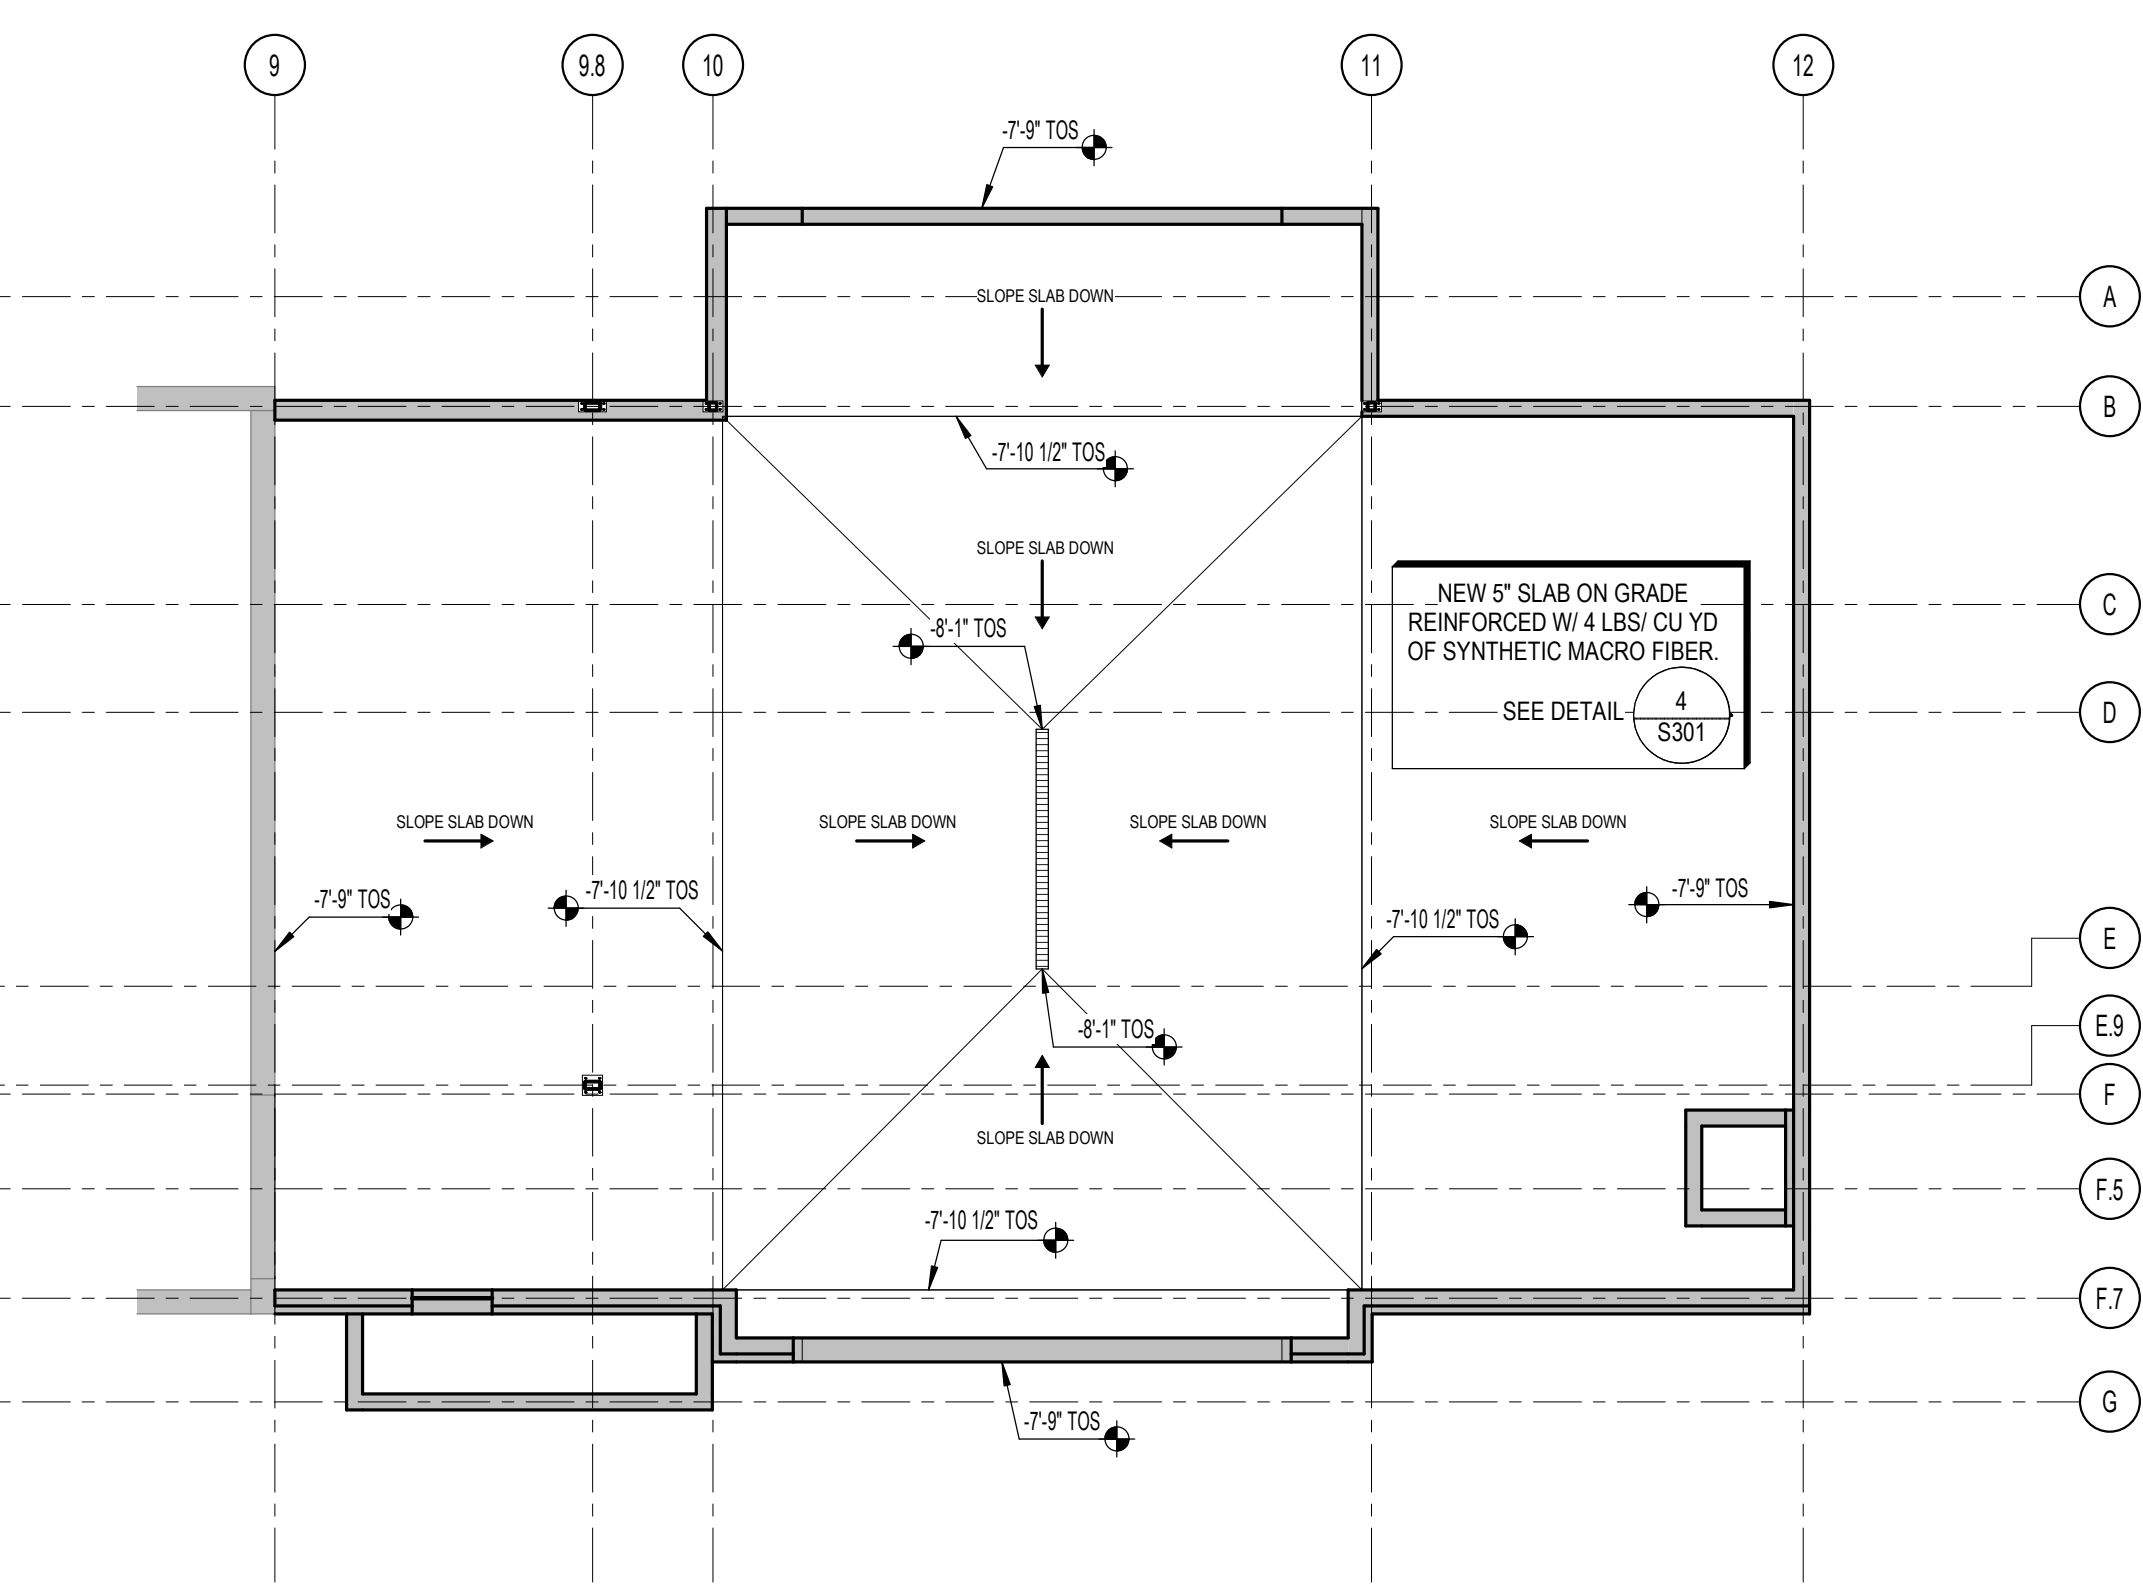 9
9.8
10
11
12
-7'-9" TOS
SLOPE SLAB DOWN
A
B
-7'-10 1/2" TOS
SLOPE SLAB DOWN
NEW 5" SLAB ON GRADE
REINFORCED W/ 4 LBS/ CU YD
OF SYNTHETIC MACRO FIBER.
C
-8'-1" TOS
SEE DETAIL
4
S301
D
SLOPE SLAB DOWN
SLOPE SLAB DOWN
SLOPE SLAB DOWN
SLOPE SLAB DOWN
-7'-9" TOS
-7'-10 1/2" TOS
-7'-10 1/2" TOS
-7'-9" TOS
E
-8'-1" TOS
E.9
F
SLOPE SLAB DOWN
F.5
-7'-10 1/2" TOS
F.7
G
-7'-9" TOS